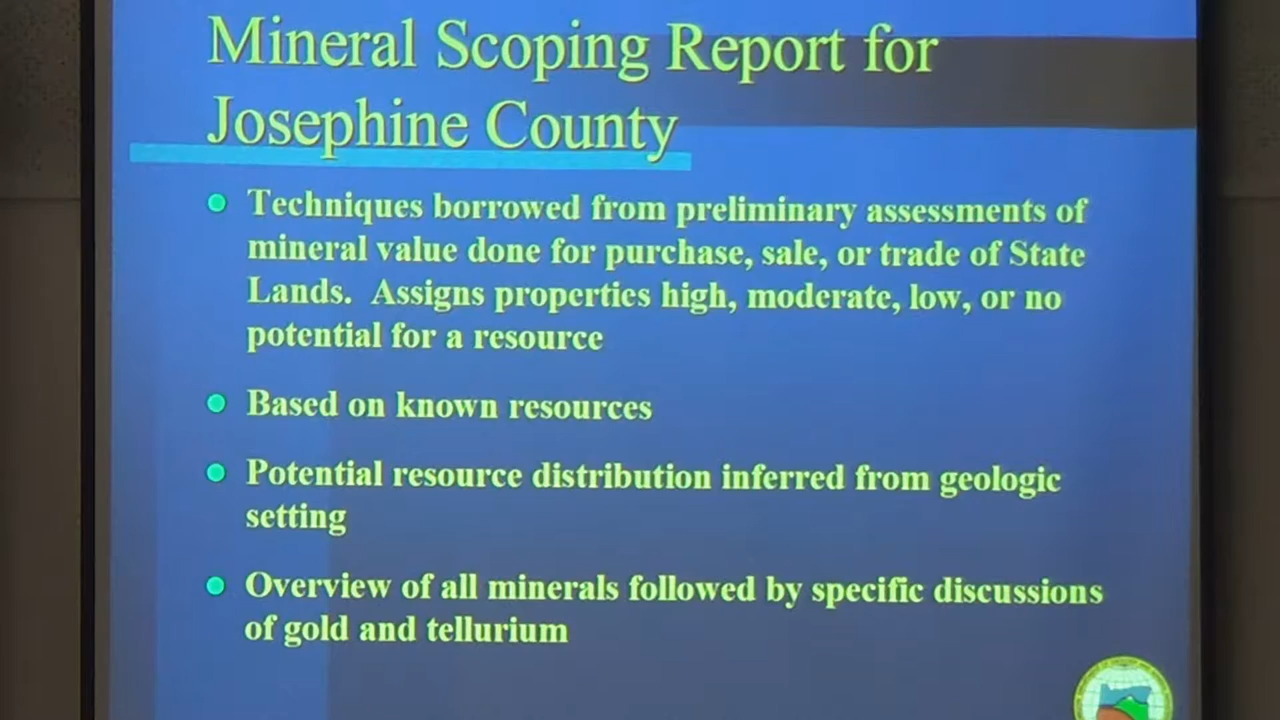 Mineral Scoping Report for
Josephine County
Techniques borrowed from preliminary assessments of
mineral value done for purchase, sale, or trade of State
Lands. Assigns properties high, moderate, low, or no
potential for a resource
Based on known resources
Potential resource distribution inferred from geologic
setting
Overview of all minerals followed by specific discussions
of gold and tellurium